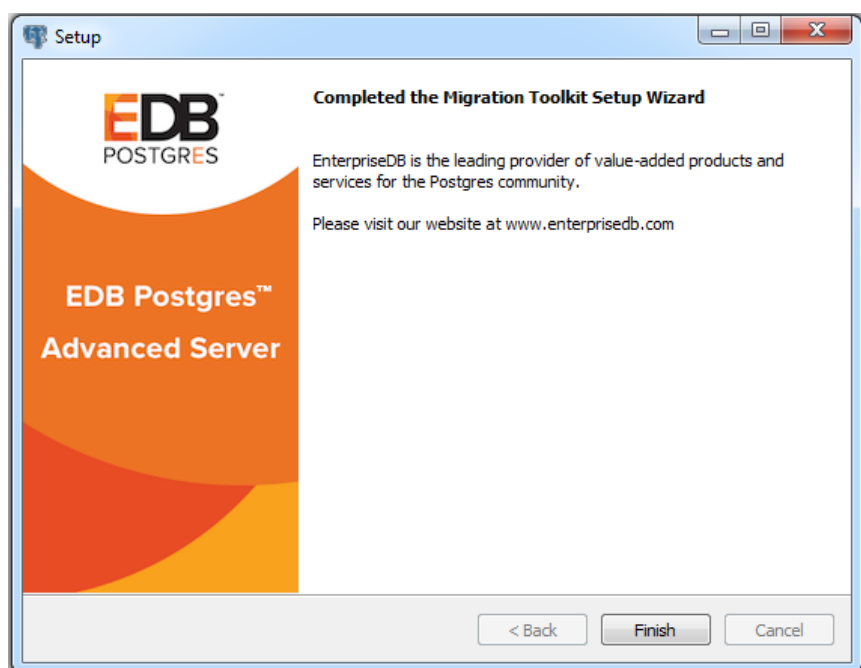 Setup
EDB
POSTGRES
EDB Postgres™
Advanced Server
Completed the Migration Toolkit Setup Wizard
EnterpriseDB is the leading provider of value-added products and
services for the Postgres community.
Please visit our website at www.enterprisedb.com
< Back
Finish
Cancel